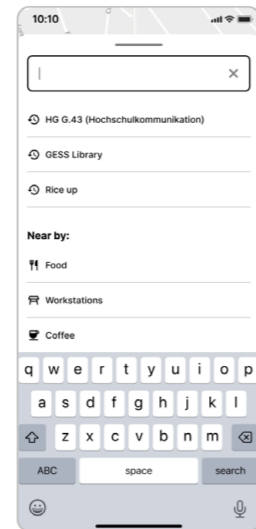 10:10
HG G.43 (Hochschulkommunikation)
GESS Library
Rice up
Near by:
Food
Workstations
Coffee
q w e r t y u i o p
a s d f g h j k l
z x c v b n m
ABC space search